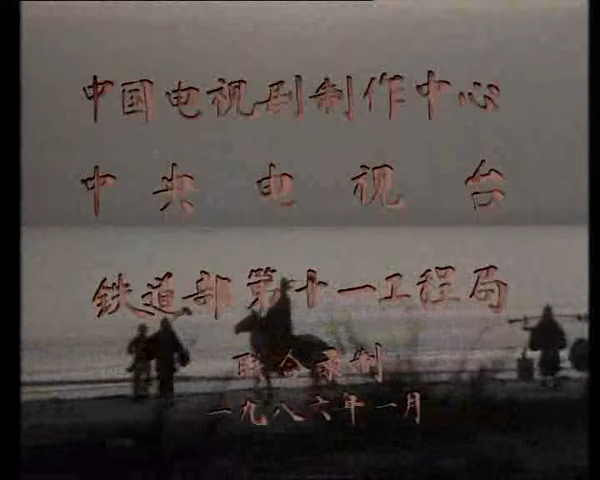 中国电视剧制作中心
中央电视台
铁道部第十一工程局
联合录制
一九八六年一月